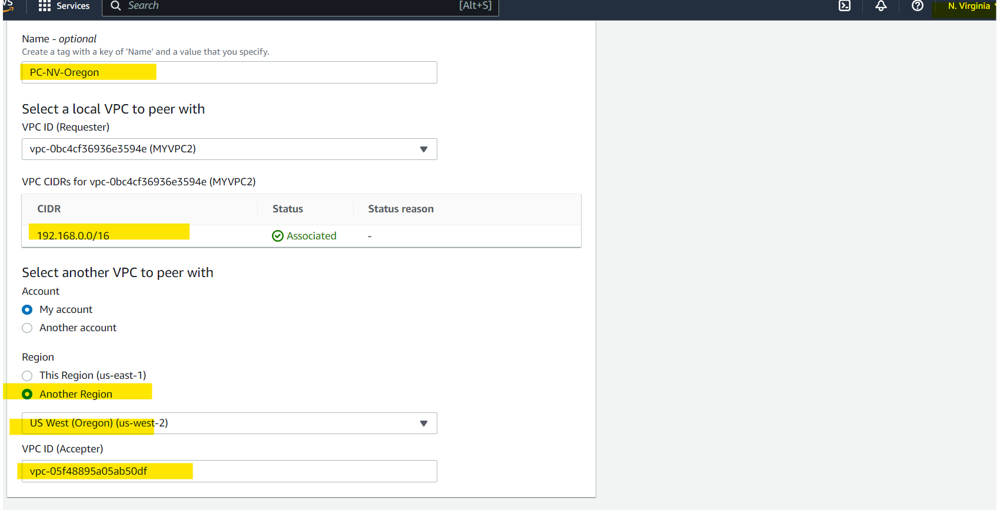 Services
Search
[Alt+S]
N. Virginia
Name - optional
Create a tag with a key of 'Name' and a value that you specify.
PC-NV-Oregon
Select a local VPC to peer with
VPC ID (Requester)
vpc-0bc4cf36936e3594e (MYVPC2)
VPC CIDRs for vpc-0bc4cf36936e3594e (MYVPC2)
CIDR Status Status reason
192.168.0.0/16 Associated -
Select another VPC to peer with
Account
My account
Another account
Region
This Region (us-east-1)
Another Region
US West (Oregon) (us-west-2)
VPC ID (Accepter)
vpc-05f48895a05ab50df